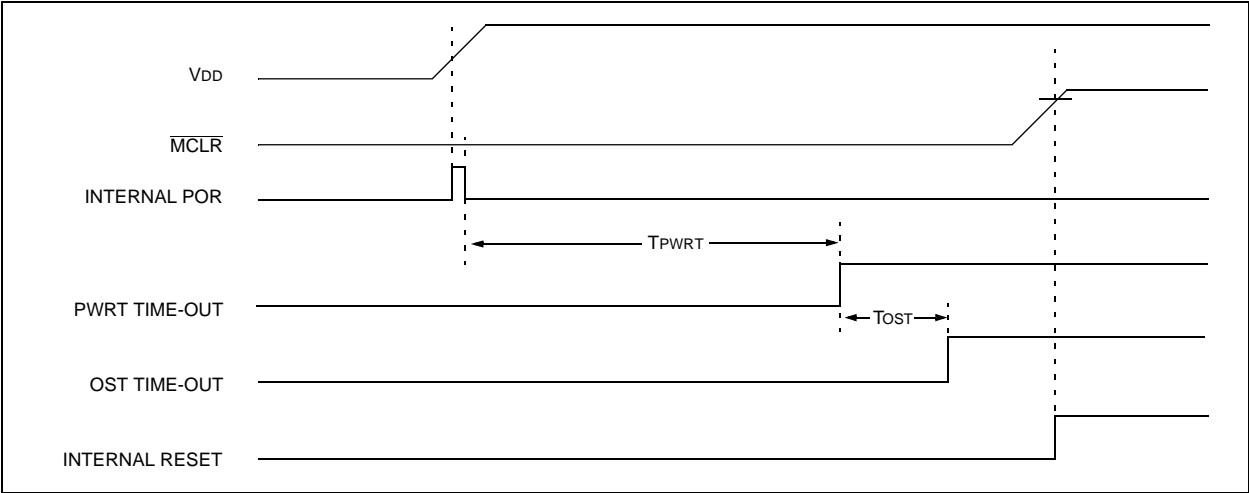 VDD
MCLR
INTERNAL POR
TPWRT
PWRT TIME-OUT
TOST
OST TIME-OUT
INTERNAL RESET